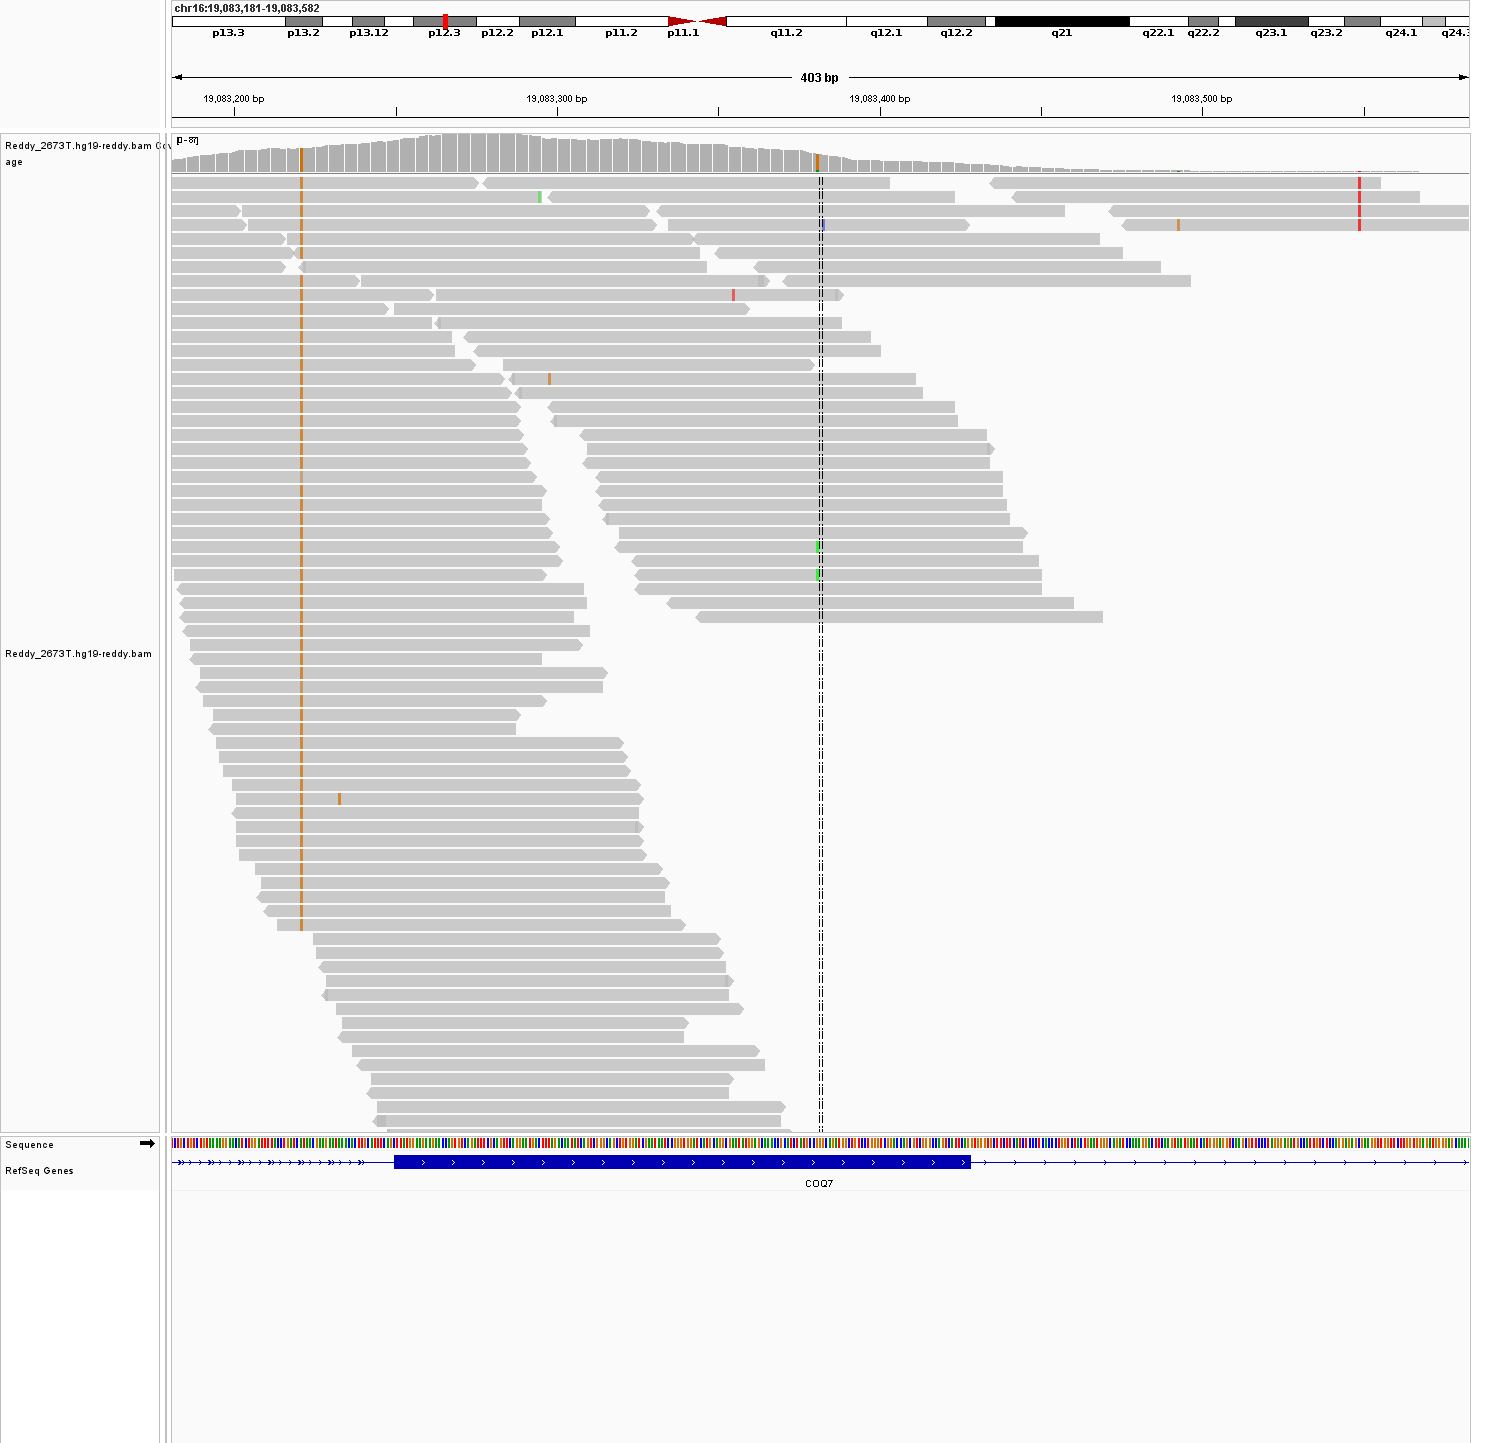 chr16:19,083,181-19,083,582
p13.3 p13.2 p13.12 p12.3 p12.2 p12.1 p11.2 p11.1 q11.2 q12.1 q12.2 q21 q22.1 q22.2 q23.1 q23.2 q24.1 q24.3
403 bp
19,083,200 bp 19,083,300 bp 19,083,400 bp 19,083,500 bp
Reddy_2673T.hg19-reddy.bam Cov
age
[0 - 87]
Reddy_2673T.hg19-reddy.bam
Sequence
RefSeq Genes
COQ7